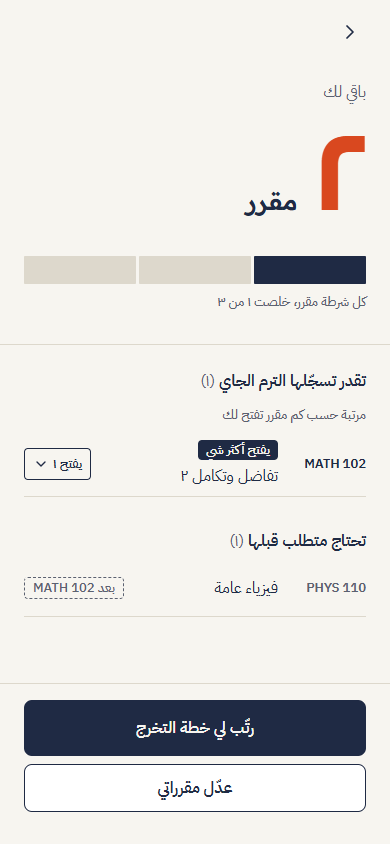 باقي لك
٢ مقرر
كل شرطة مقرر، خلصت ١ من ٣
تقدر تسجّلها الترم الجاي (١)
مرتبة حسب كم مقرر تفتح لك
يفتح أكثر شي
MATH 102 تفاضل وتكامل ٢ يفتح ١
تحتاج متطلب قبلها (١)
PHYS 110 فيزياء عامة بعد MATH 102
رتّب لي خطة التخرج
عدّل مقرراتي